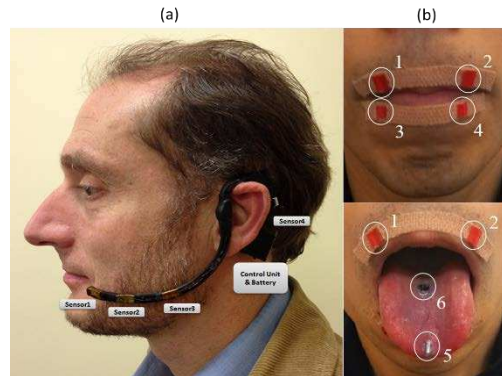 (a)
(b)
1
2
3
4
Sensor4
Control Unit
& Battery
Sensor1
Sensor2
Sensor3
1
2
6
5